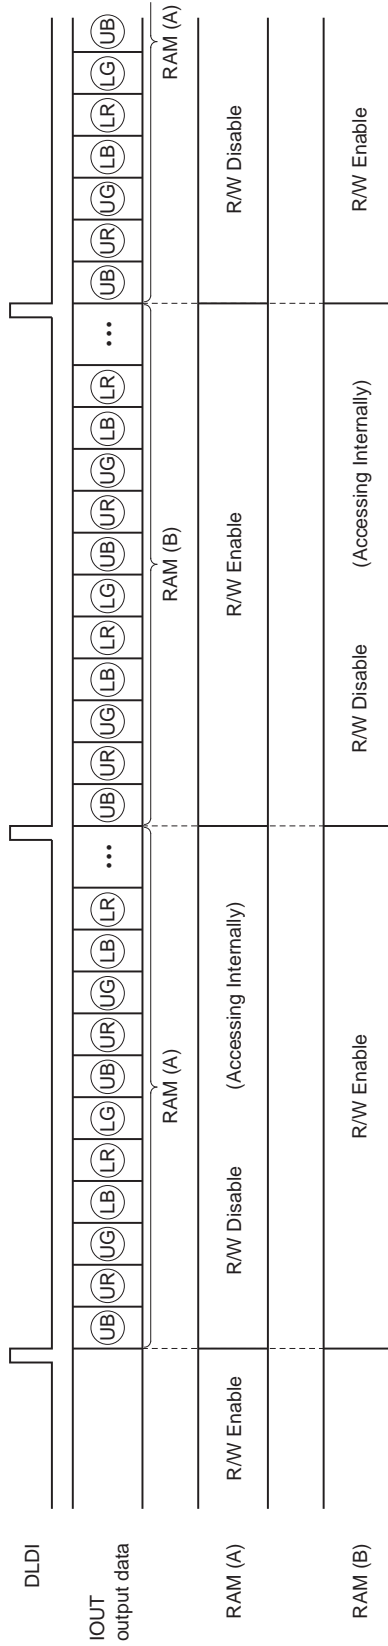 DLDI
IOUT
output data
UB UR UG LB LR LG UB UR UG LB LR ... UB UR UG LB LR LG UB UR UG LB LR ... UB UR UG LB LR LG UB
RAM (A) RAM (B) RAM (A)
RAM (A) R/W Enable R/W Disable (Accessing Internally) R/W Enable R/W Disable
RAM (B) R/W Enable R/W Disable (Accessing Internally) R/W Enable